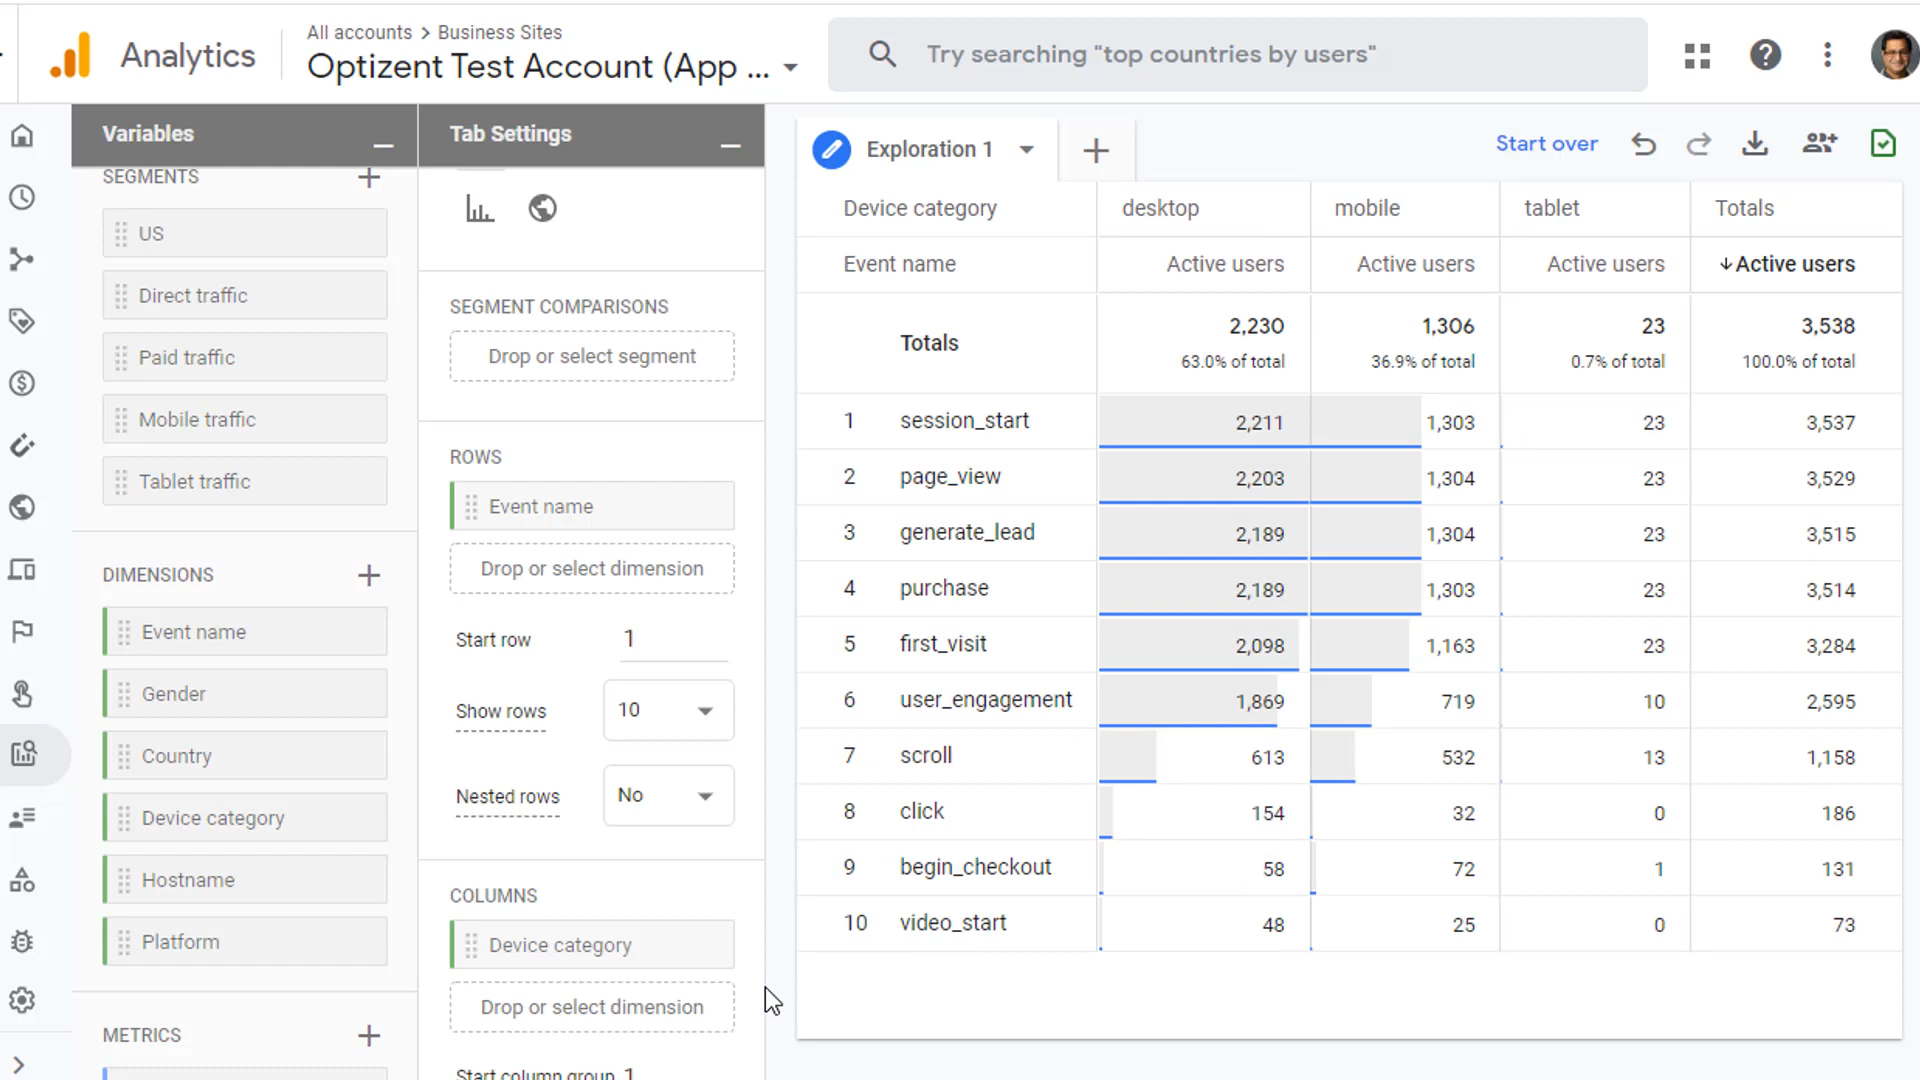 Analytics
All accounts > Business Sites
Optizent Test Account (App ...
Try searching "top countries by users"
Variables
SEGMENTS
US
Direct traffic
Paid traffic
Mobile traffic
Tablet traffic
DIMENSIONS
Event name
Gender
Country
Device category
Hostname
Platform
METRICS
Tab Settings
SEGMENT COMPARISONS
Drop or select segment
ROWS
Event name
Drop or select dimension
Start row 1
Show rows 10
Nested rows No
COLUMNS
Device category
Drop or select dimension
Start column group 1
Exploration 1
Start over
Device category desktop mobile tablet Totals
Event name Active users Active users Active users ↓Active users
Totals 2,230 1,306 23 3,538
63.0% of total 36.9% of total 0.7% of total 100.0% of total
1 session_start 2,211 1,303 23 3,537
2 page_view 2,203 1,304 23 3,529
3 generate_lead 2,189 1,304 23 3,515
4 purchase 2,189 1,303 23 3,514
5 first_visit 2,098 1,163 23 3,284
6 user_engagement 1,869 719 10 2,595
7 scroll 613 532 13 1,158
8 click 154 32 0 186
9 begin_checkout 58 72 1 131
10 video_start 48 25 0 73